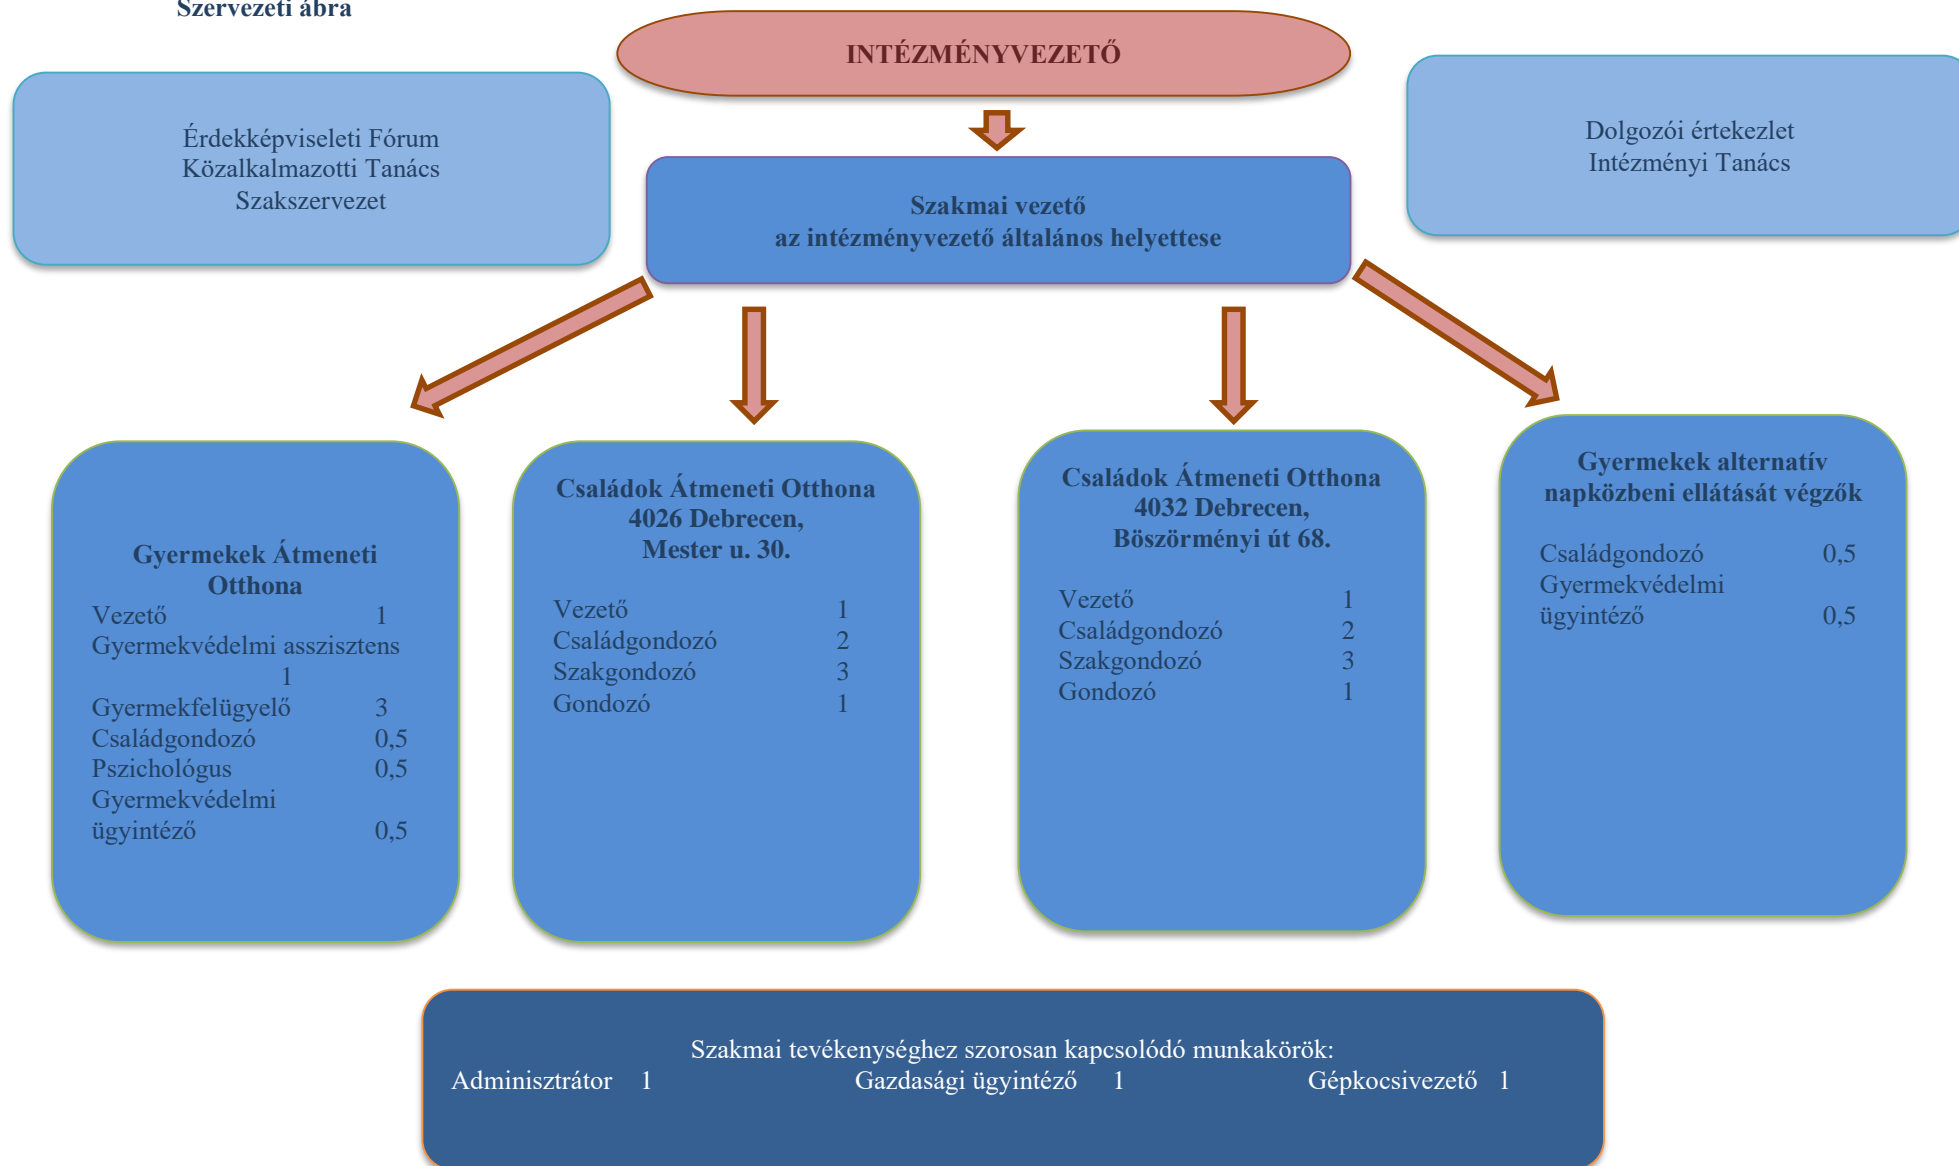 Szervezeti ábra
INTÉZMÉNYVEZETŐ
Érdekképviseleti Fórum
Közalkalmazotti Tanács
Szakszervezet
Dolgozói értekezlet
Intézményi Tanács
Szakmai vezető
az intézményvezető általános helyettese
Gyermekek Átmeneti
Otthona
Vezető 1
Gyermekvédelmi asszisztens
1
Gyermekfelügyelő 3
Családgondozó 0,5
Pszichológus 0,5
Gyermekvédelmi
ügyintéző 0,5
Családok Átmeneti Otthona
4026 Debrecen,
Mester u. 30.
Vezető 1
Családgondozó 2
Szakgondozó 3
Gondozó 1
Családok Átmeneti Otthona
4032 Debrecen,
Böszörményi út 68.
Vezető 1
Családgondozó 2
Szakgondozó 3
Gondozó 1
Gyermekek alternatív
napközbeni ellátását végzők
Családgondozó 0,5
Gyermekvédelmi
ügyintéző 0,5
Szakmai tevékenységhez szorosan kapcsolódó munkakörök:
Adminisztrátor 1 Gazdasági ügyintéző 1 Gépkocsivezető 1